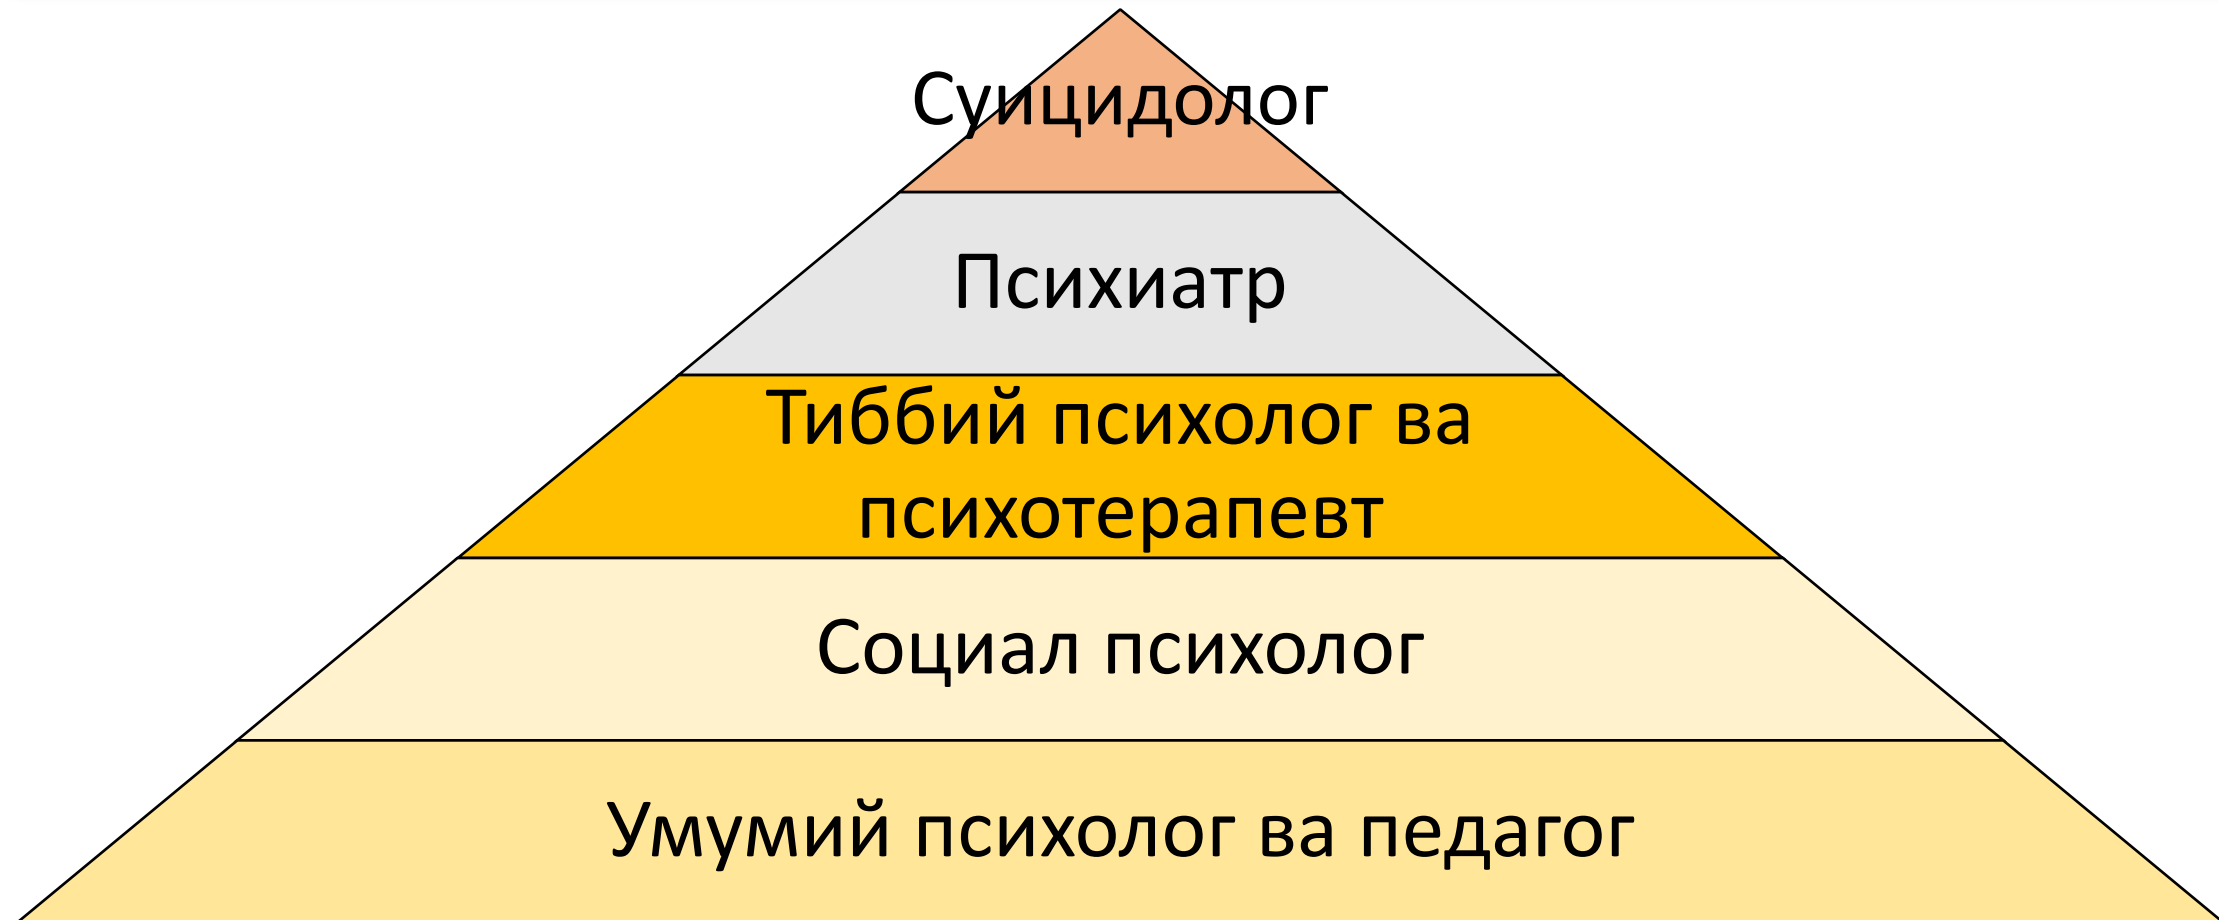 Суицидолог
Психиатр
Тиббий психолог ва
психотерапевт
Социал психолог
Умумий психолог ва педагог